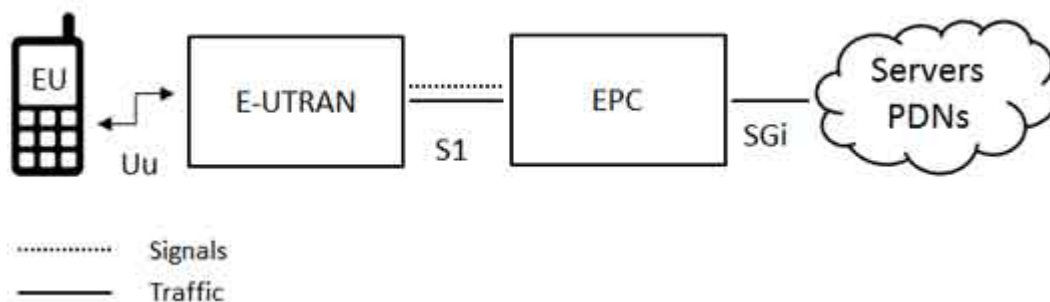 EU
E-UTRAN
EPC
Servers
PDNs
Uu
S1
SGi
Signals
Traffic